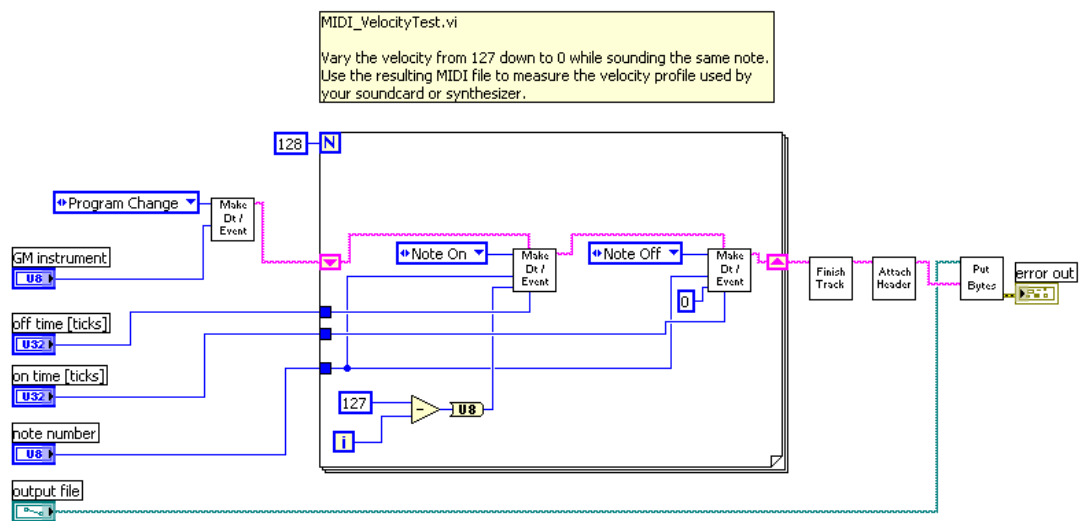 MIDI_VelocityTest.vi
Vary the velocity from 127 down to 0 while sounding the same note.
Use the resulting MIDI file to measure the velocity profile used by
your soundcard or synthesizer.
128
N
Program Change
Make
Dt /
Event
GM instrument
U8
Note On
Make
Dt /
Event
Note Off
Make
Dt /
Event
0
Finish
Track
Attach
Header
Put
Bytes
error out
off time [ticks]
U32
on time [ticks]
U32
127
-
U8
i
note number
U8
output file